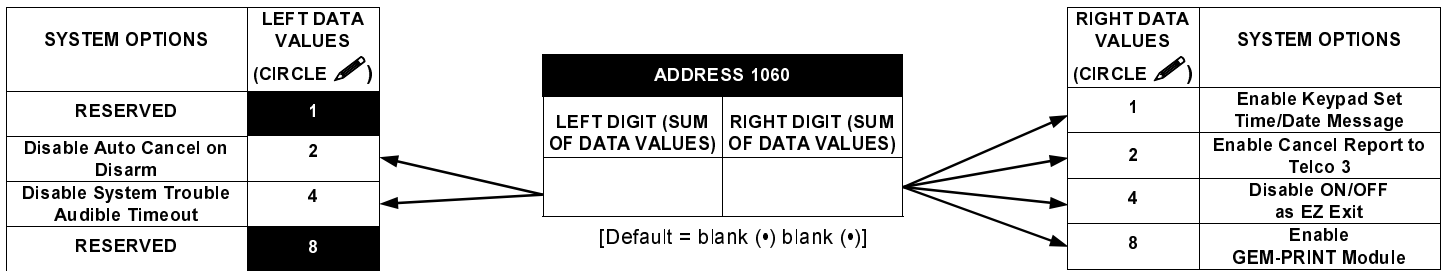 SYSTEM OPTIONS
LEFT DATA
VALUES
(CIRCLE )
RESERVED
1
Disable Auto Cancel on
Disarm
2
Disable System Trouble
Audible Timeout
4
RESERVED
8
ADDRESS 1060
LEFT DIGIT (SUM
OF DATA VALUES)
RIGHT DIGIT (SUM
OF DATA VALUES)
[Default = blank (•) blank (•)]
RIGHT DATA
VALUES
(CIRCLE )
SYSTEM OPTIONS
1
Enable Keypad Set
Time/Date Message
2
Enable Cancel Report to
Telco 3
4
Disable ON/OFF
as EZ Exit
8
Enable
GEM-PRINT Module